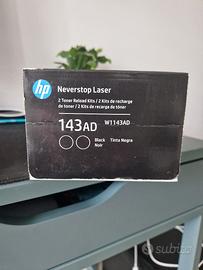 hp
Neverstop Laser
2 Toner Reload Kits / 2 Kits de recharge
de toner / 2 Kits de recarga de tóner
143AD W1143AD
Black Tinta Negra
Noir
subito